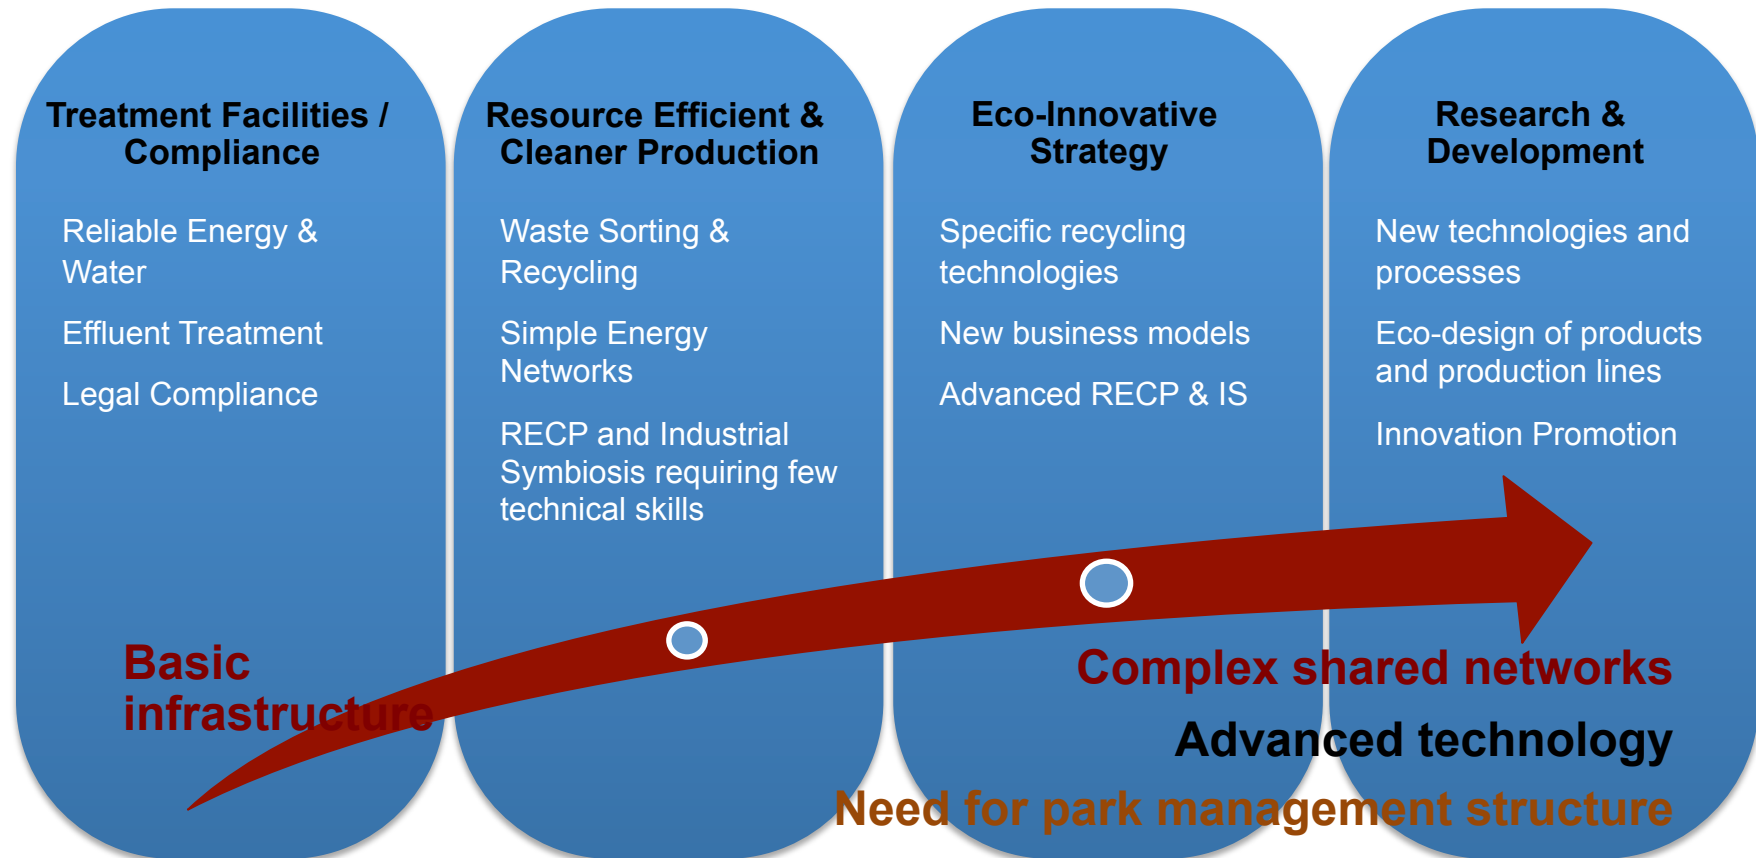 Treatment Facilities /
Compliance
Reliable Energy &
Water
Effluent Treatment
Legal Compliance
Resource Efficient &
Cleaner Production
Waste Sorting &
Recycling
Simple Energy
Networks
RECP and Industrial
Symbiosis requiring few
technical skills
Eco-Innovative
Strategy
Specific recycling
technologies
New business models
Advanced RECP & IS
Research &
Development
New technologies and
processes
Eco-design of products
and production lines
Innovation Promotion
Basic
infrastructure
Complex shared networks
Advanced technology
Need for park management structure